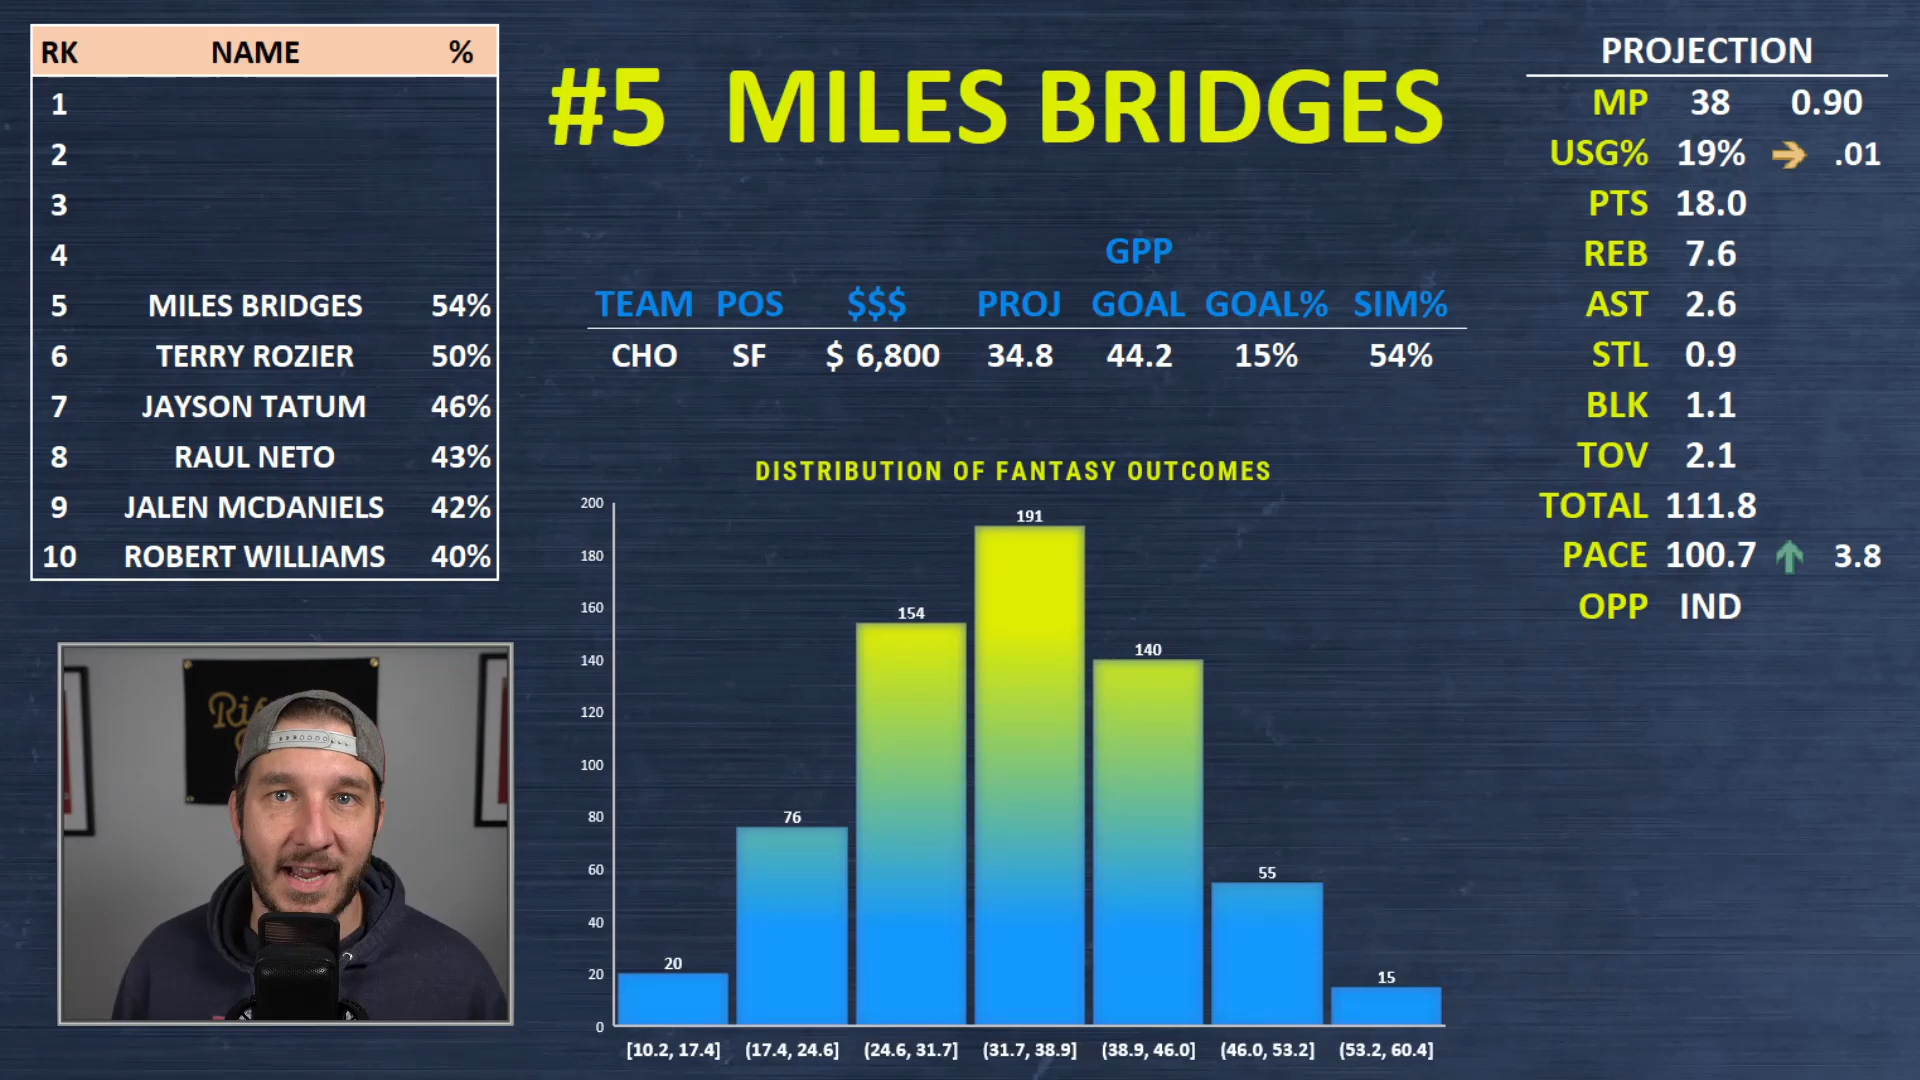 RK NAME %
1
2
3
4
5 MILES BRIDGES 54%
6 TERRY ROZIER 50%
7 JAYSON TATUM 46%
8 RAUL NETO 43%
9 JALEN MCDANIELS 42%
10 ROBERT WILLIAMS 40%
#5 MILES BRIDGES
GPP
TEAM POS $$$ PROJ GOAL GOAL% SIM%
CHO SF $ 6,800 34.8 44.2 15% 54%
PROJECTION
MP 38 0.90
USG% 19% .01
PTS 18.0
REB 7.6
AST 2.6
STL 0.9
BLK 1.1
TOV 2.1
TOTAL 111.8
PACE 100.7 3.8
OPP IND
DISTRIBUTION OF FANTASY OUTCOMES
200
180
160
140
120
100
80
60
40
20
0
20 76 154 191 140 55 15
[10.2, 17.4] (17.4, 24.6] (24.6, 31.7] (31.7, 38.9] (38.9, 46.0] (46.0, 53.2] (53.2, 60.4]